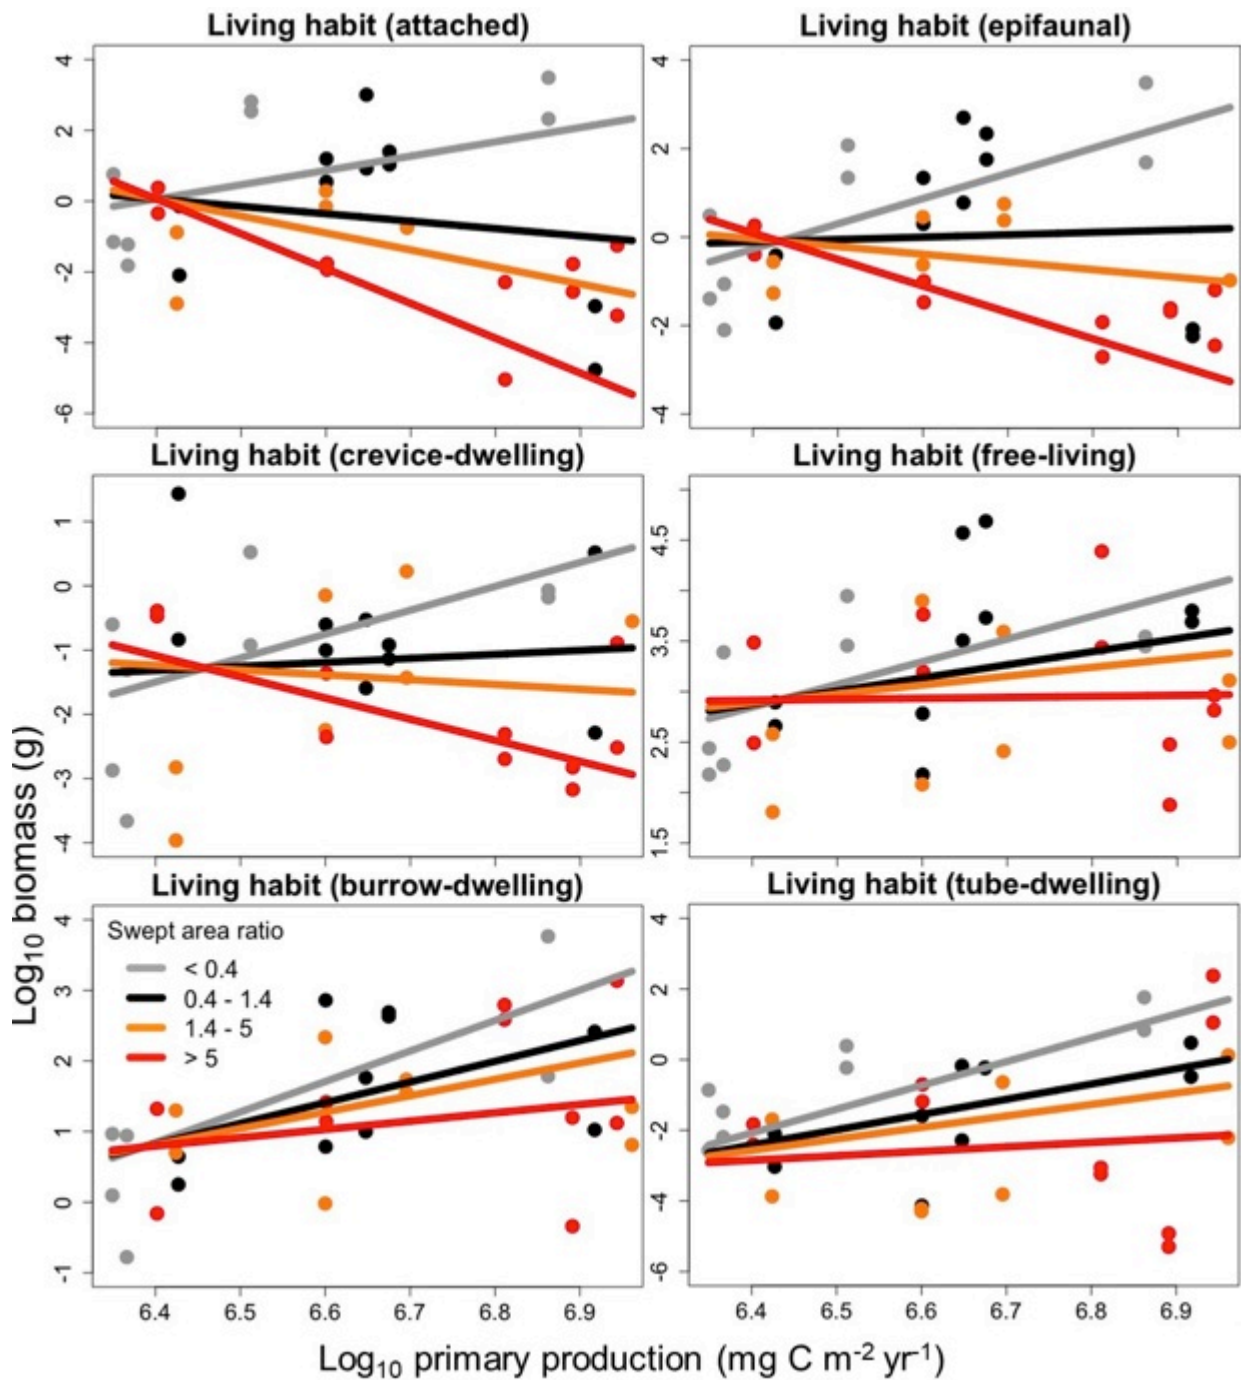 Living habit (attached)
Living habit (epifaunal)
4
2
0
-2
-4
-6
4
2
0
-2
-4
Living habit (crevice-dwelling)
Living habit (free-living)
1
0
-1
-2
-3
-4
4.5
3.5
2.5
1.5
Living habit (burrow-dwelling)
Living habit (tube-dwelling)
Swept area ratio
< 0.4
0.4 - 1.4
1.4 - 5
> 5
4
3
2
1
0
-1
2
0
-2
-4
-6
6.4 6.5 6.6 6.7 6.8 6.9
6.4 6.6 6.7 6.9
Log₁₀ biomass (g)
Log₁₀ primary production (mg C m⁻² yr⁻¹)